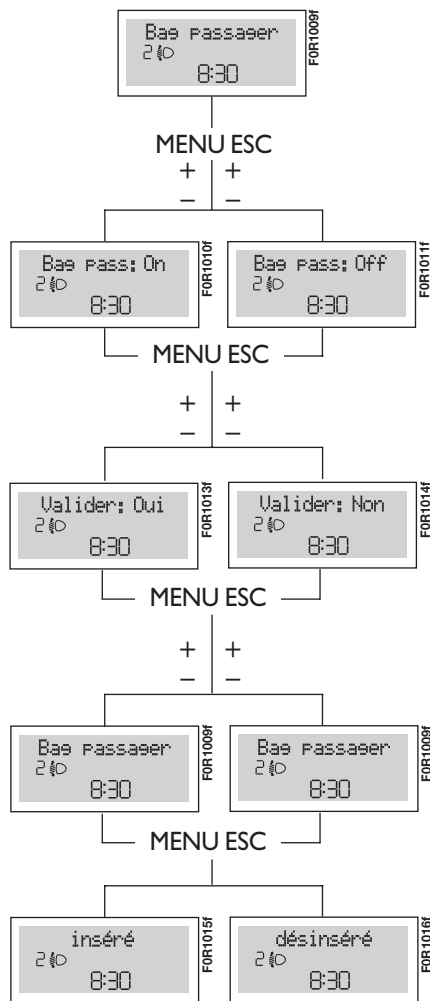 Bag passager
2
8:30
F0R1009f
MENU ESC
+ +
– –
Bag pass: On
2
8:30
F0R1010f
Bag pass: Off
2
8:30
F0R1011f
MENU ESC
+ +
– –
Valider: Oui
2
8:30
F0R1013f
Valider: Non
2
8:30
F0R1014f
MENU ESC
+ +
– –
Bag passager
2
8:30
F0R1009f
Bag passager
2
8:30
F0R1009f
MENU ESC
inséré
2
8:30
F0R1015f
désinséré
2
8:30
F0R1016f